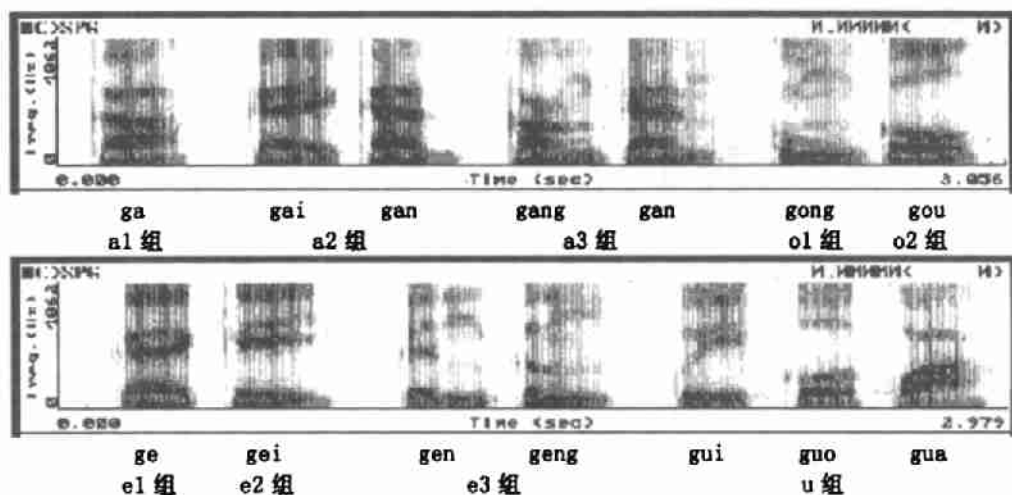 0.000 Time (sec)
ga gai gan gang gan gong gou
a1 组 a2 组 a3 组 o1 组 o2 组
0.000 Time (sec) 2.979
ge gei gen geng gui guo gua
e1 组 e2 组 e3 组 u 组